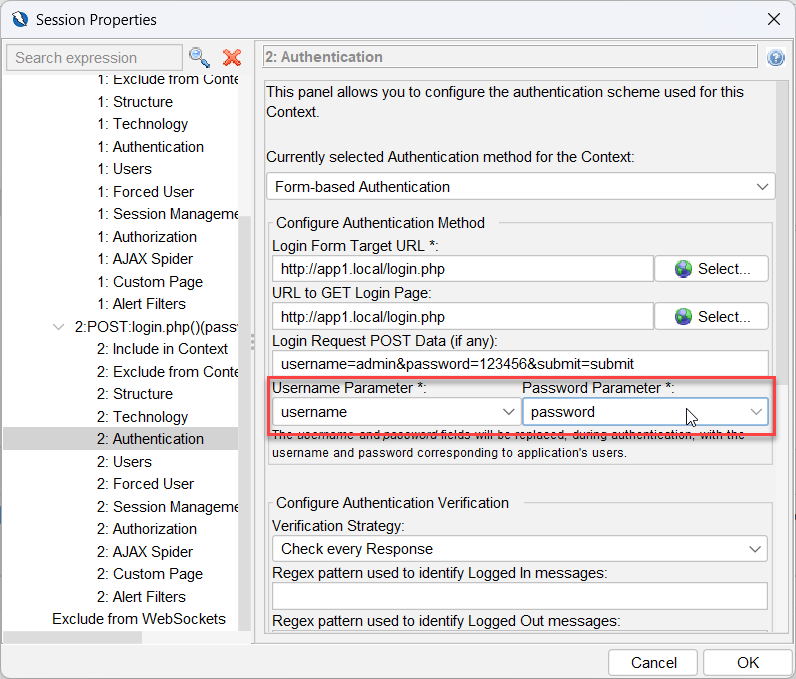 Session Properties
Search expression
1: Exclude from Conte
1: Structure
1: Technology
1: Authentication
1: Users
1: Forced User
1: Session Manageme
1: Authorization
1: AJAX Spider
1: Custom Page
1: Alert Filters
2:POST:login.php()(pass
2: Include in Context
2: Exclude from Conte
2: Structure
2: Technology
2: Authentication
2: Users
2: Forced User
2: Session Manageme
2: Authorization
2: AJAX Spider
2: Custom Page
2: Alert Filters
Exclude from WebSockets
2: Authentication
This panel allows you to configure the authentication scheme used for this
Context.
Currently selected Authentication method for the Context:
Form-based Authentication
Configure Authentication Method
Login Form Target URL *:
http://app1.local/login.php
Select...
URL to GET Login Page:
http://app1.local/login.php
Select...
Login Request POST Data (if any):
username=admin&password=123456&submit=submit
Username Parameter *:
Password Parameter *:
username
password
The username and password fields will be replaced, during authentication, with the
username and password corresponding to application's users.
Configure Authentication Verification
Verification Strategy:
Check every Response
Regex pattern used to identify Logged In messages:
Regex pattern used to identify Logged Out messages:
Cancel
OK